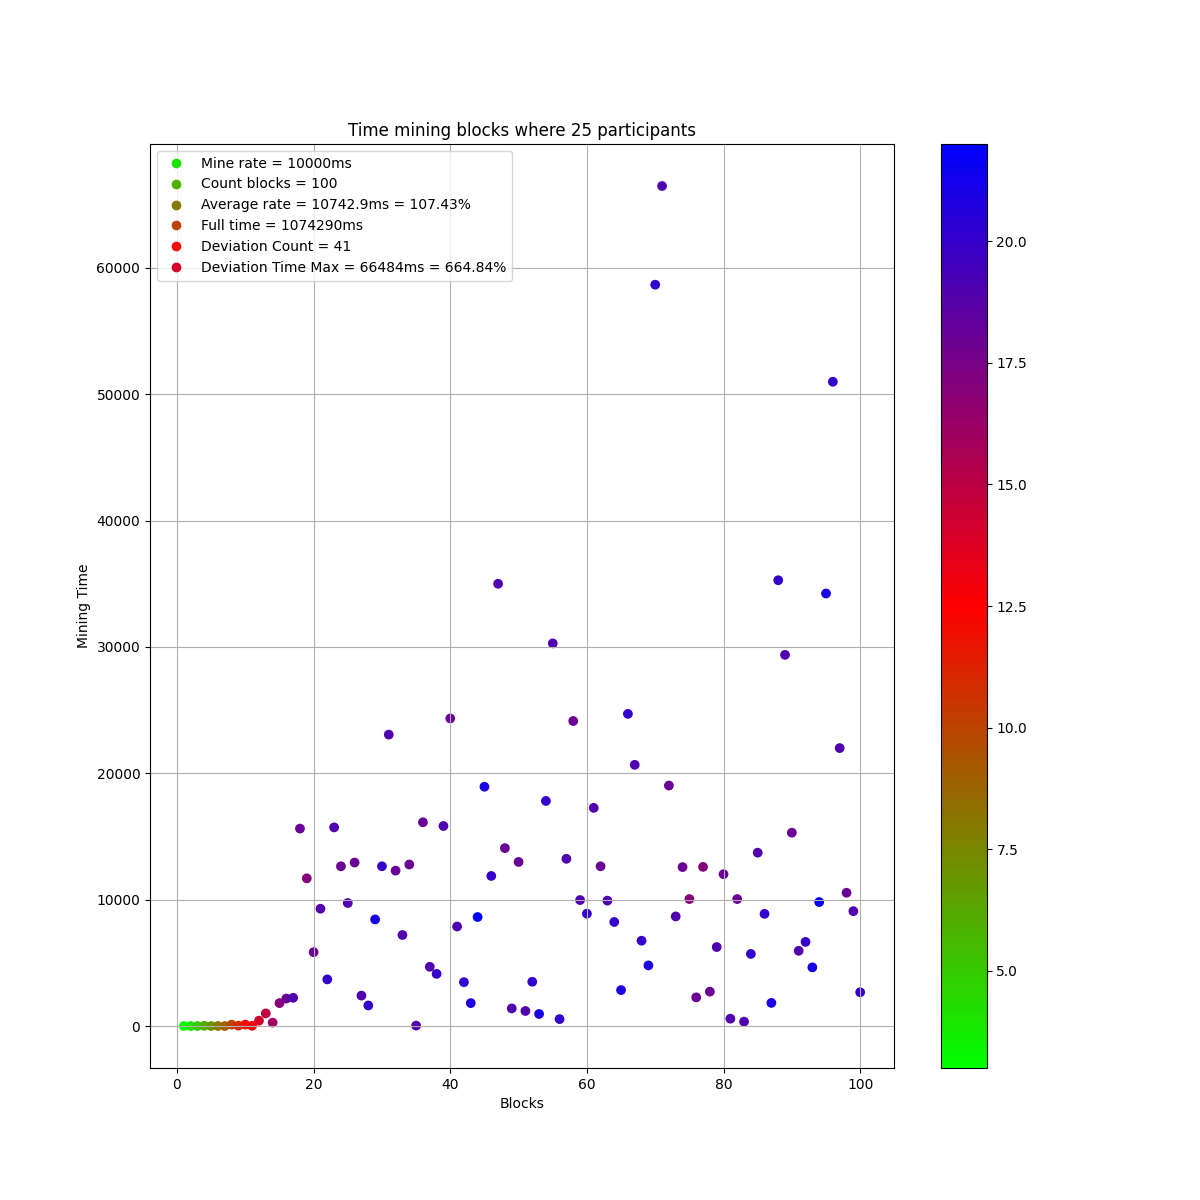 Time mining blocks where 25 participants
Mine rate = 10000ms
Count blocks = 100
Average rate = 10742.9ms = 107.43%
Full time = 1074290ms
Deviation Count = 41
Deviation Time Max = 66484ms = 664.84%
60000
50000
40000
30000
20000
10000
0
Mining Time
0 20 40 60 80 100
Blocks
20.0
17.5
15.0
12.5
10.0
7.5
5.0